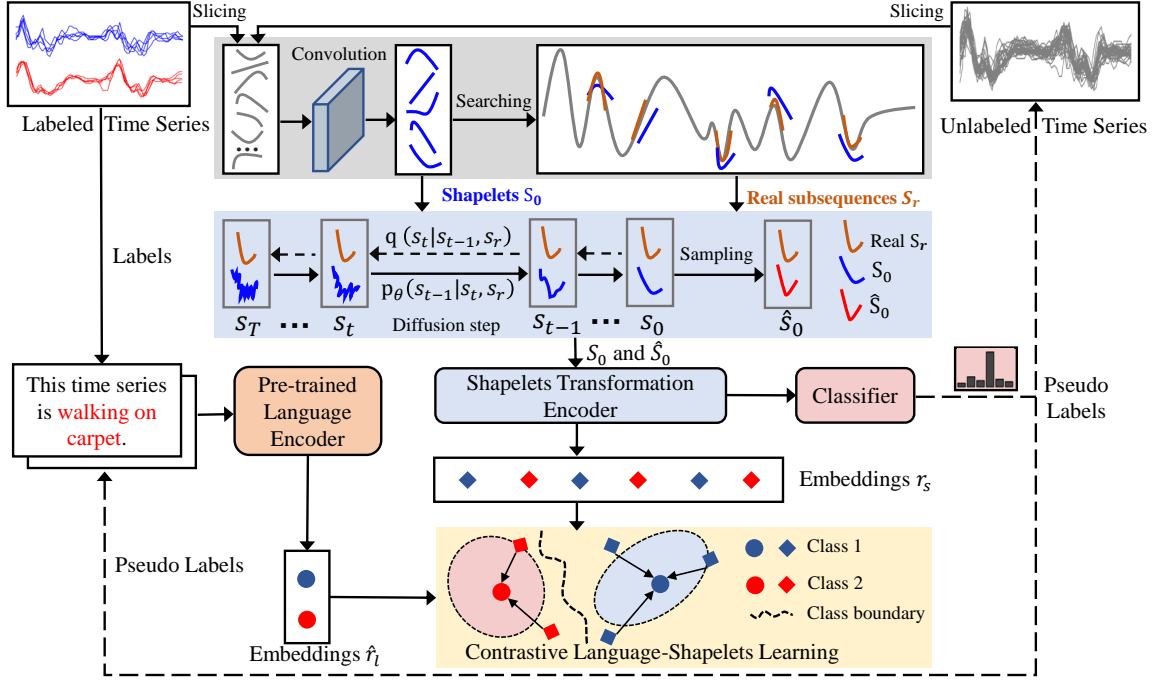 Slicing
Slicing
Convolution
Searching
Labeled Time Series
Unlabeled Time Series
Shapelets S₀
Real subsequences Sᵣ
Labels
q (sₜ|sₜ₋₁, sᵣ)
p_θ(sₜ₋₁|sₜ, sᵣ)
Sampling
Real Sᵣ
S₀
Ŝ₀
s_T ... sₜ
Diffusion step
sₜ₋₁ ... s₀
ŝ₀
S₀ and Ŝ₀
This time series
is walking on
carpet.
Pre-trained
Language
Encoder
Shapelets Transformation
Encoder
Classifier
Pseudo
Labels
Embeddings rₛ
Pseudo Labels
Class 1
Class 2
Class boundary
Embeddings r̂ₗ
Contrastive Language-Shapelets Learning